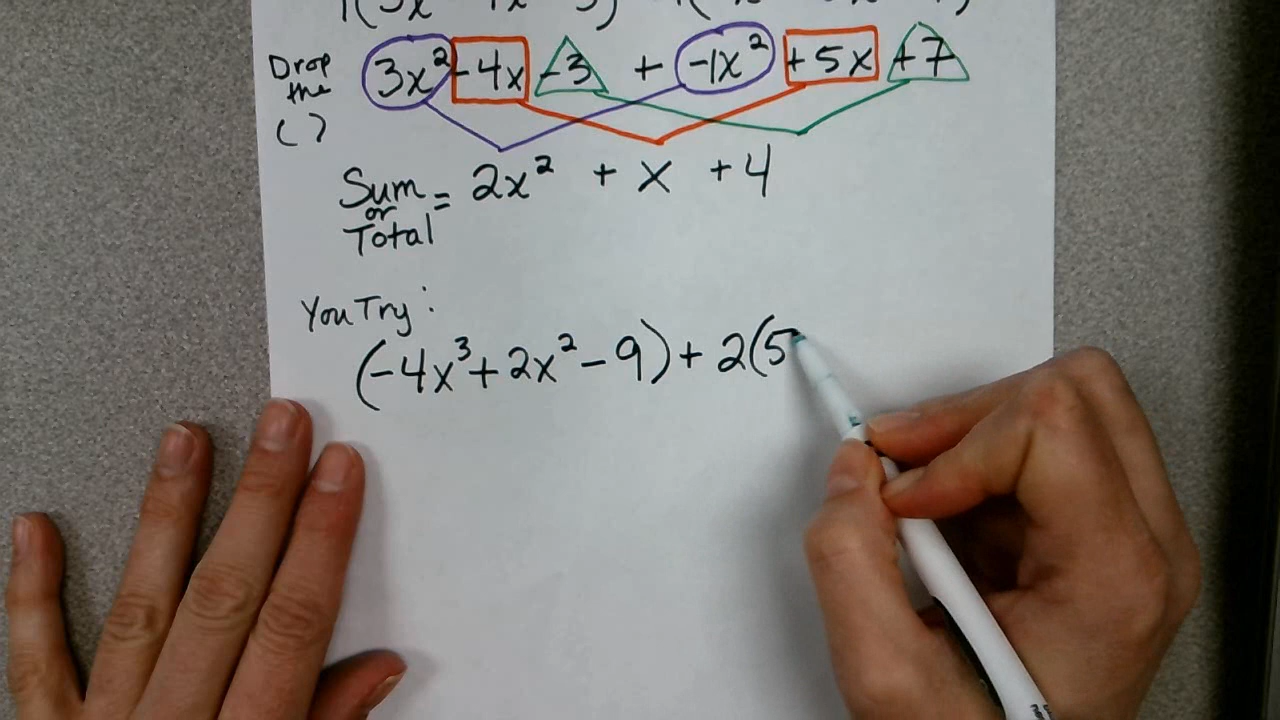 Drop the ( )
3x² -4x -3 + -1x² +5x +7
Sum or Total = 2x² + x + 4
You Try:
(-4x³ + 2x² - 9) + 2(5